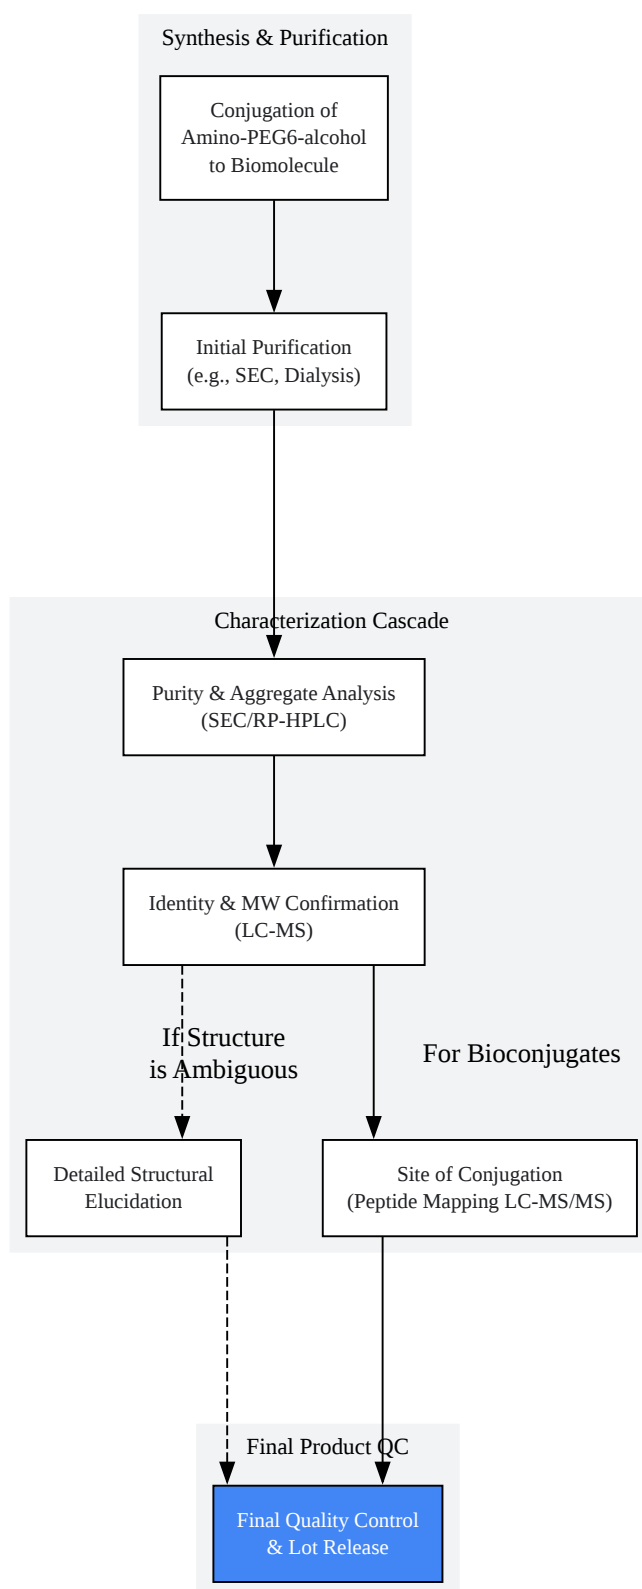 Synthesis & Purification
Conjugation of
Amino-PEG6-alcohol
to Biomolecule
Initial Purification
(e.g., SEC, Dialysis)
Characterization Cascade
Purity & Aggregate Analysis
(SEC/RP-HPLC)
Identity & MW Confirmation
(LC-MS)
If Structure
is Ambiguous
For Bioconjugates
Detailed Structural
Elucidation
Site of Conjugation
(Peptide Mapping LC-MS/MS)
Final Product QC
Final Quality Control
& Lot Release